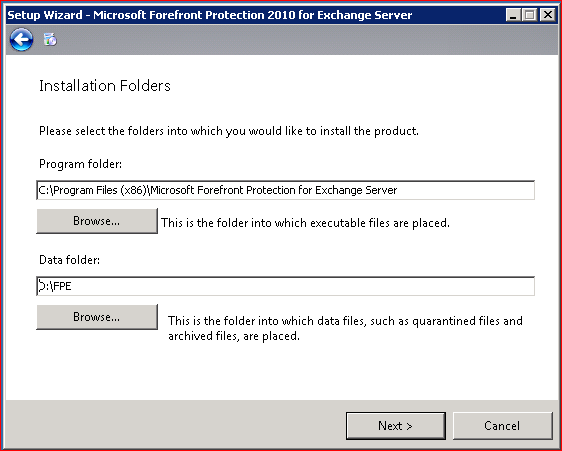 Setup Wizard - Microsoft Forefront Protection 2010 for Exchange Server
Installation Folders
Please select the folders into which you would like to install the product.
Program folder:
C:\Program Files (x86)\Microsoft Forefront Protection for Exchange Server
Browse...
This is the folder into which executable files are placed.
Data folder:
:\FPE
Browse...
This is the folder into which data files, such as quarantined files and
archived files, are placed.
Next >
Cancel